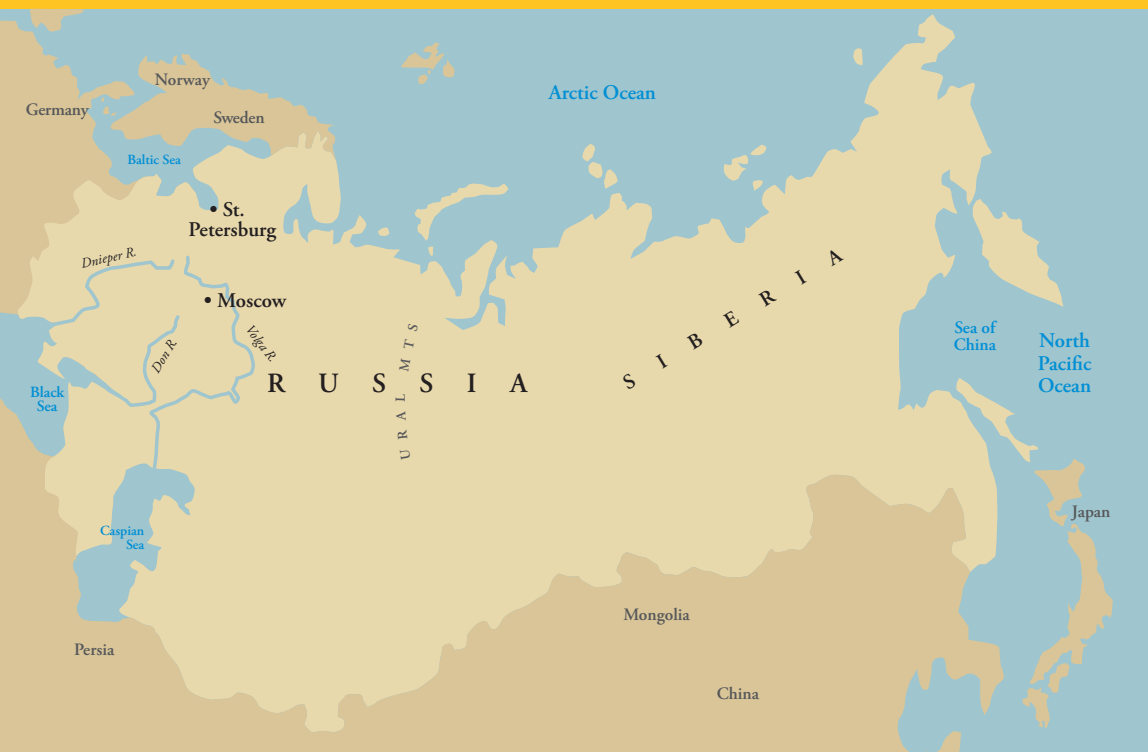 Norway
Germany
Sweden
Arctic Ocean
Baltic Sea
St.
Petersburg
Dnieper R.
Moscow
Volga R.
Don R.
RUSSIA
URAL MTS
SIBERIA
Sea of
China
North
Pacific
Ocean
Black
Sea
Caspian
Sea
Japan
Mongolia
Persia
China